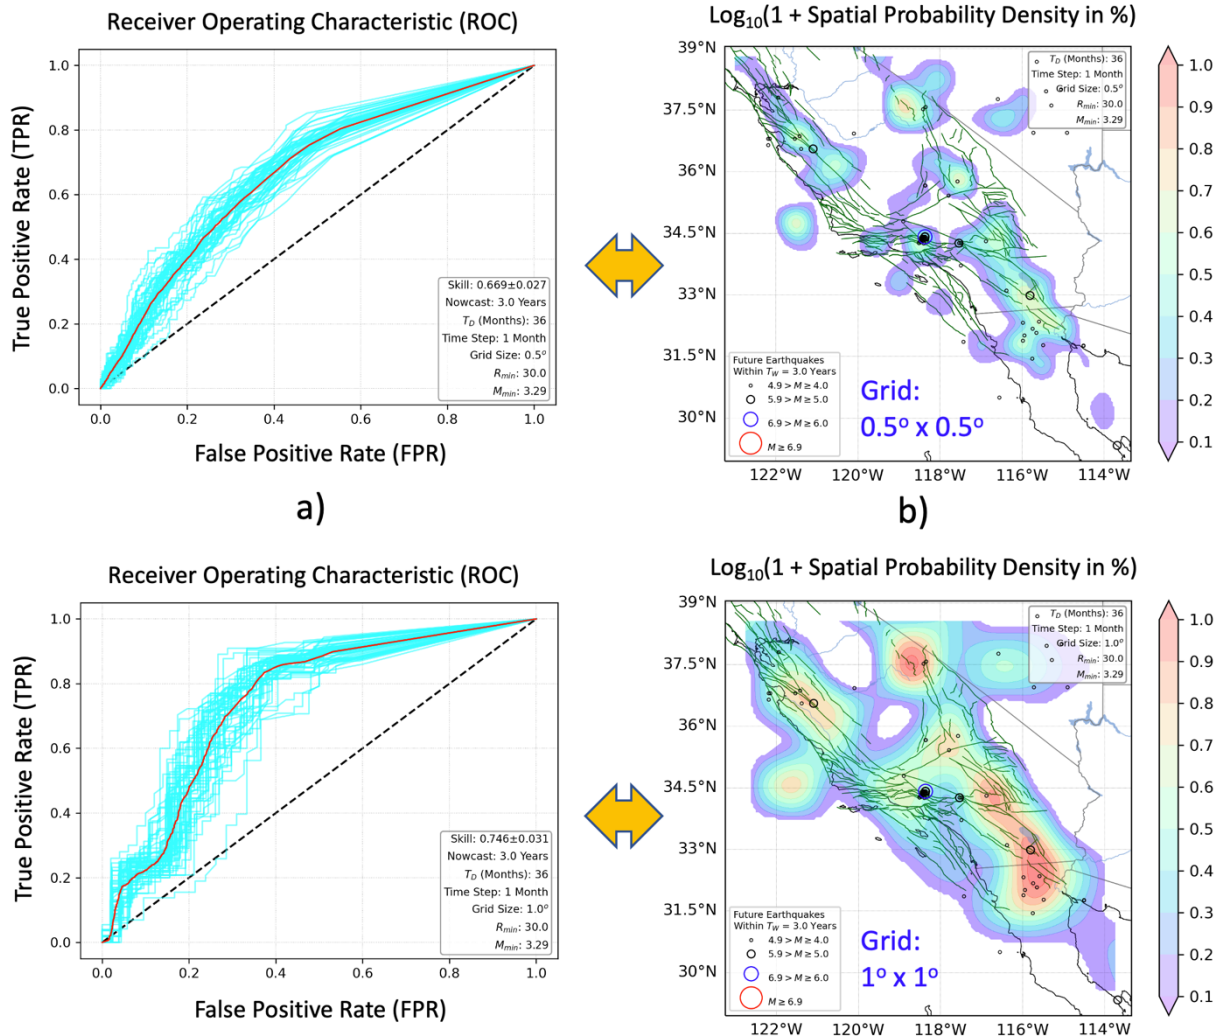 Receiver Operating Characteristic (ROC)
1.0
0.8
0.6
0.4
0.2
0.0
True Positive Rate (TPR)
Skill: 0.669±0.027
Nowcast: 3.0 Years
T_D (Months): 36
Time Step: 1 Month
Grid Size: 0.5°
R_min: 30.0
M_min: 3.29
0.0 0.2 0.4 0.6 0.8 1.0
False Positive Rate (FPR)
a)
Log₁₀(1 + Spatial Probability Density in %)
39°N
37.5°N
36°N
34.5°N
33°N
31.5°N
30°N
T_D (Months): 36
Time Step: 1 Month
Grid Size: 0.5°
R_min: 30.0
M_min: 3.29
Future Earthquakes
Within T_W = 3.0 Years
4.9 > M ≥ 4.0
5.9 > M ≥ 5.0
6.9 > M ≥ 6.0
M ≥ 6.9
Grid:
0.5° x 0.5°
122°W 120°W 118°W 116°W 114°W
1.0
0.9
0.8
0.7
0.6
0.5
0.4
0.3
0.2
0.1
b)
Receiver Operating Characteristic (ROC)
1.0
0.8
0.6
0.4
0.2
0.0
True Positive Rate (TPR)
Skill: 0.746±0.031
Nowcast: 3.0 Years
T_D (Months): 36
Time Step: 1 Month
Grid Size: 1.0°
R_min: 30.0
M_min: 3.29
0.0 0.2 0.4 0.6 0.8 1.0
False Positive Rate (FPR)
Log₁₀(1 + Spatial Probability Density in %)
39°N
37.5°N
36°N
34.5°N
33°N
31.5°N
30°N
T_D (Months): 36
Time Step: 1 Month
Grid Size: 1.0°
R_min: 30.0
M_min: 3.29
Future Earthquakes
Within T_W = 3.0 Years
4.9 > M ≥ 4.0
5.9 > M ≥ 5.0
6.9 > M ≥ 6.0
M ≥ 6.9
Grid:
1° x 1°
122°W 120°W 118°W 116°W 114°W
1.0
0.9
0.8
0.7
0.6
0.5
0.4
0.3
0.2
0.1